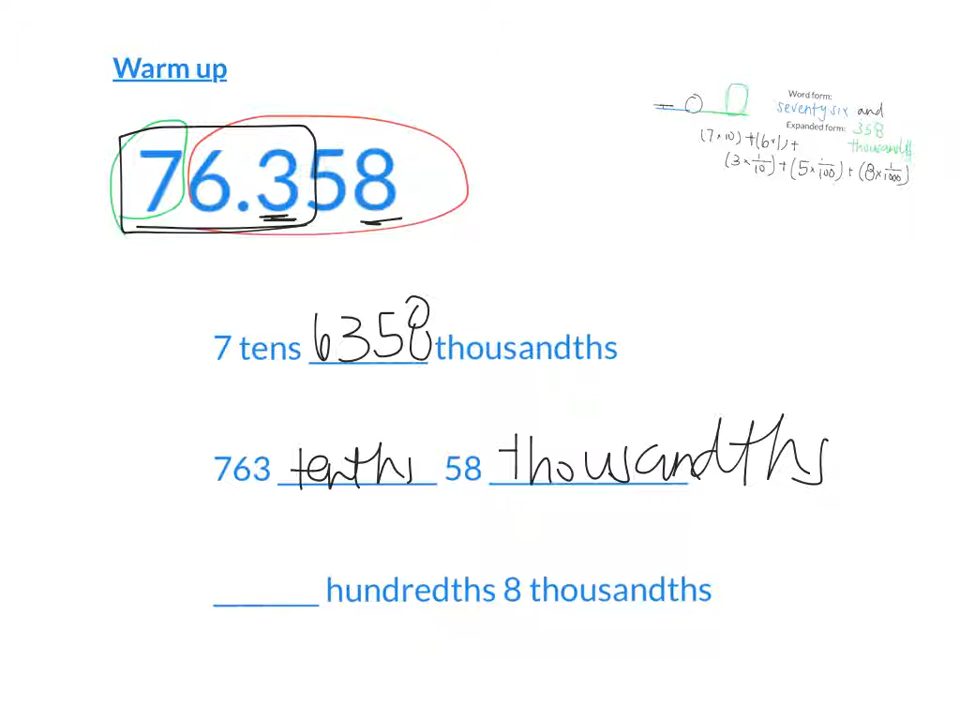 Warm up
Word form:
seventy six and
358
thousandths
Expanded form:
(7×10) + (6×1) +
(3 × 1/10) + (5 × 1/100) + (8 × 1/1000)
76.358
7 tens 6358 thousandths
763 tenths 58 thousandths
______ hundredths 8 thousandths